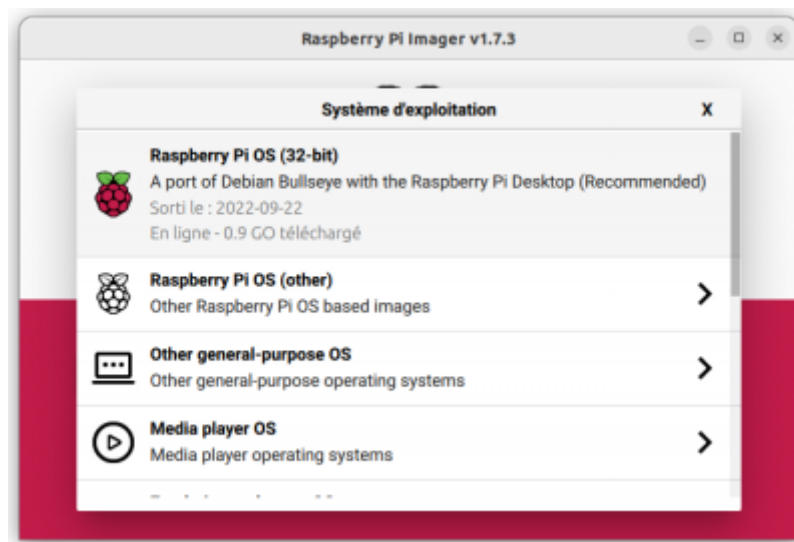 Raspberry Pi Imager v1.7.3
Système d'exploitation
X
Raspberry Pi OS (32-bit)
A port of Debian Bullseye with the Raspberry Pi Desktop (Recommended)
Sorti le : 2022-09-22
En ligne - 0.9 GO téléchargé
Raspberry Pi OS (other)
Other Raspberry Pi OS based images
Other general-purpose OS
Other general-purpose operating systems
Media player OS
Media player operating systems